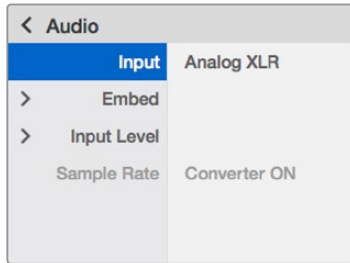 < Audio
Input Analog XLR
> Embed
> Input Level
Sample Rate Converter ON